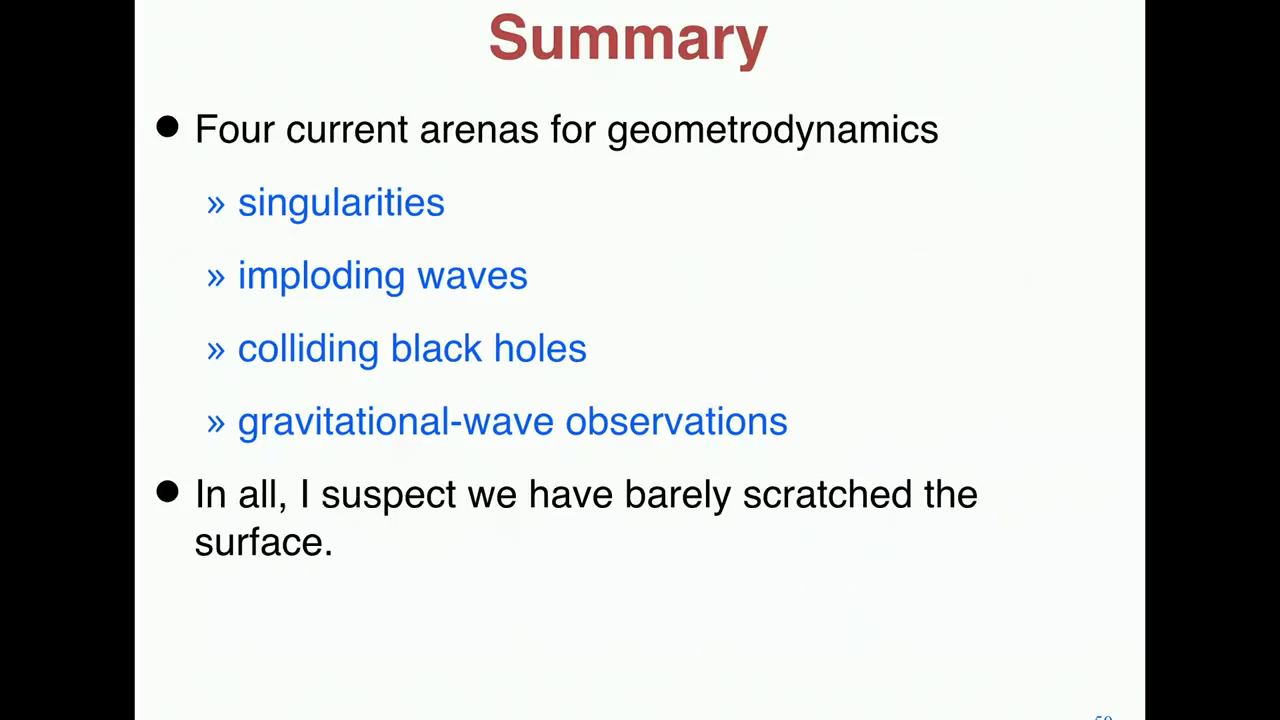 Summary
● Four current arenas for geometrodynamics
» singularities
» imploding waves
» colliding black holes
» gravitational-wave observations
● In all, I suspect we have barely scratched the
surface.